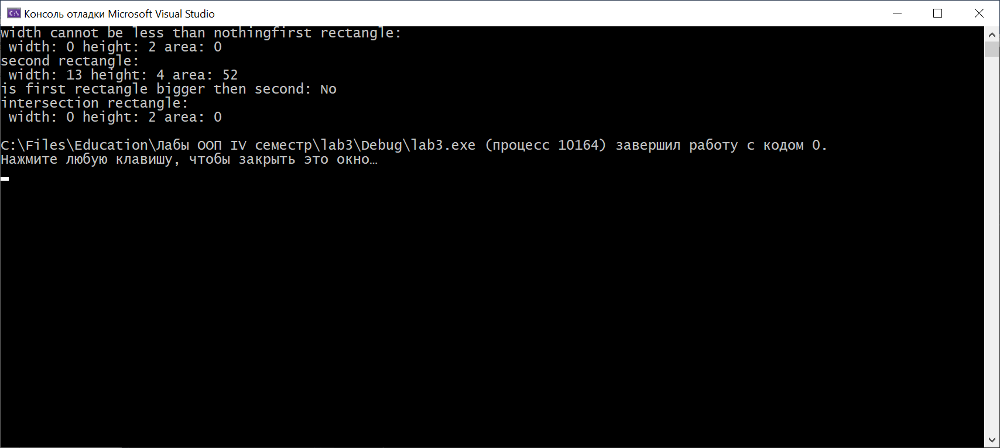 Консоль отладки Microsoft Visual Studio
width cannot be less than nothingfirst rectangle:
 width: 0 height: 2 area: 0
second rectangle:
 width: 13 height: 4 area: 52
is first rectangle bigger then second: No
intersection rectangle:
 width: 0 height: 2 area: 0
C:\Files\Education\Лабы ООП IV семестр\lab3\Debug\lab3.exe (процесс 10164) завершил работу с кодом 0.
Нажмите любую клавишу, чтобы закрыть это окно…